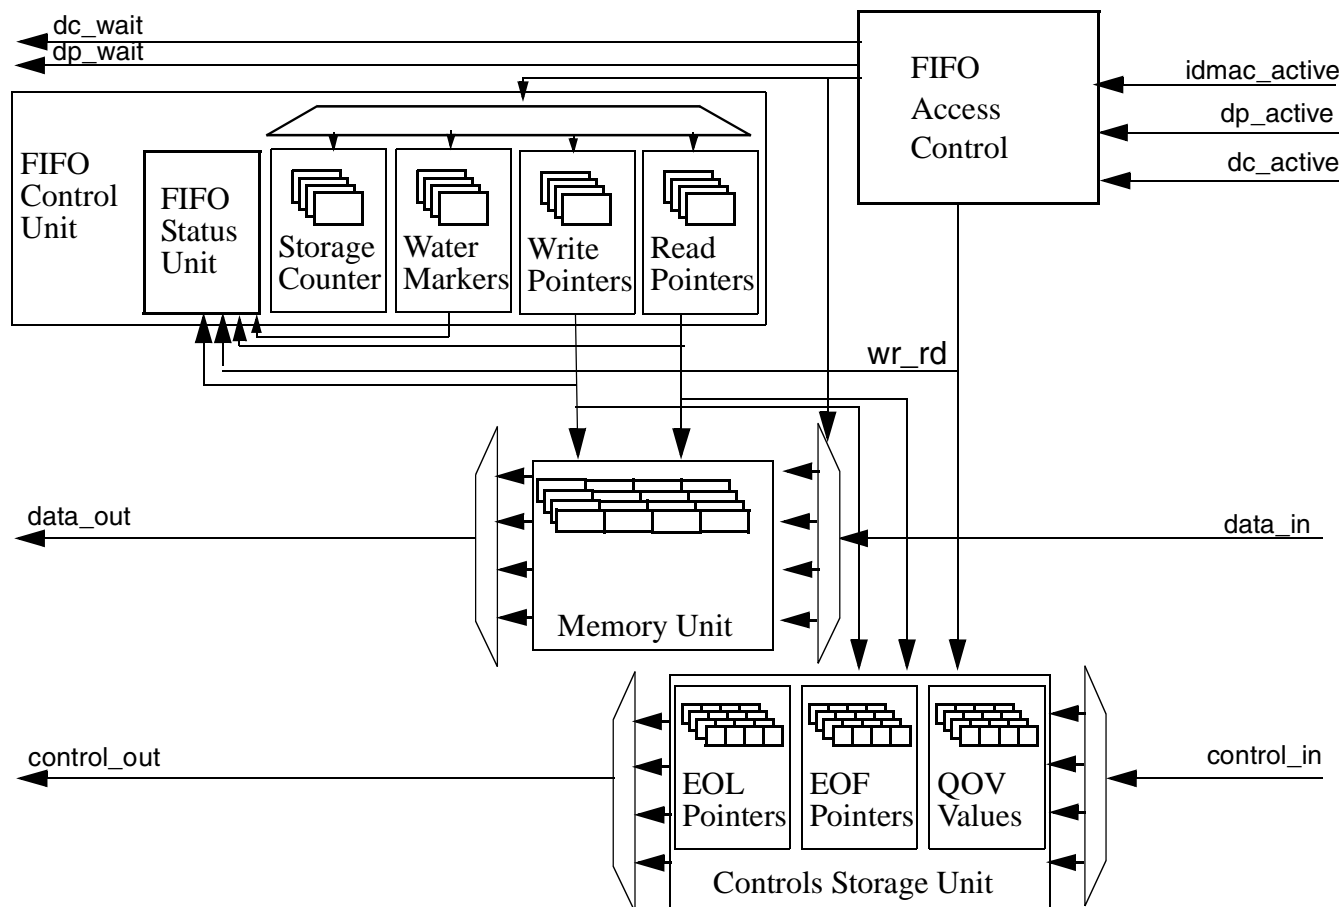 dc_wait
dp_wait
FIFO
Access
Control
idmac_active
dp_active
dc_active
FIFO
Control
Unit
FIFO
Status
Unit
Storage
Counter
Water
Markers
Write
Pointers
Read
Pointers
wr_rd
data_out
data_in
Memory Unit
control_out
control_in
EOL
Pointers
EOF
Pointers
QOV
Values
Controls Storage Unit